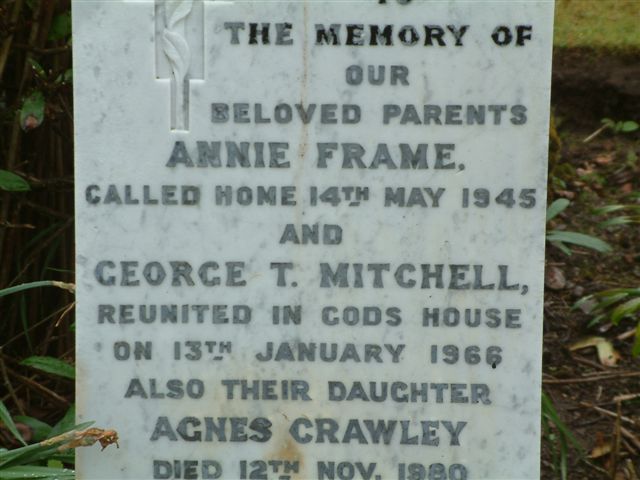 TO
THE MEMORY OF
OUR
BELOVED PARENTS
ANNIE FRAME,
CALLED HOME 14TH MAY 1945
AND
GEORGE T. MITCHELL,
REUNITED IN GODS HOUSE
ON 13TH JANUARY 1966
ALSO THEIR DAUGHTER
AGNES CRAWLEY
DIED 12TH NOV. 1980